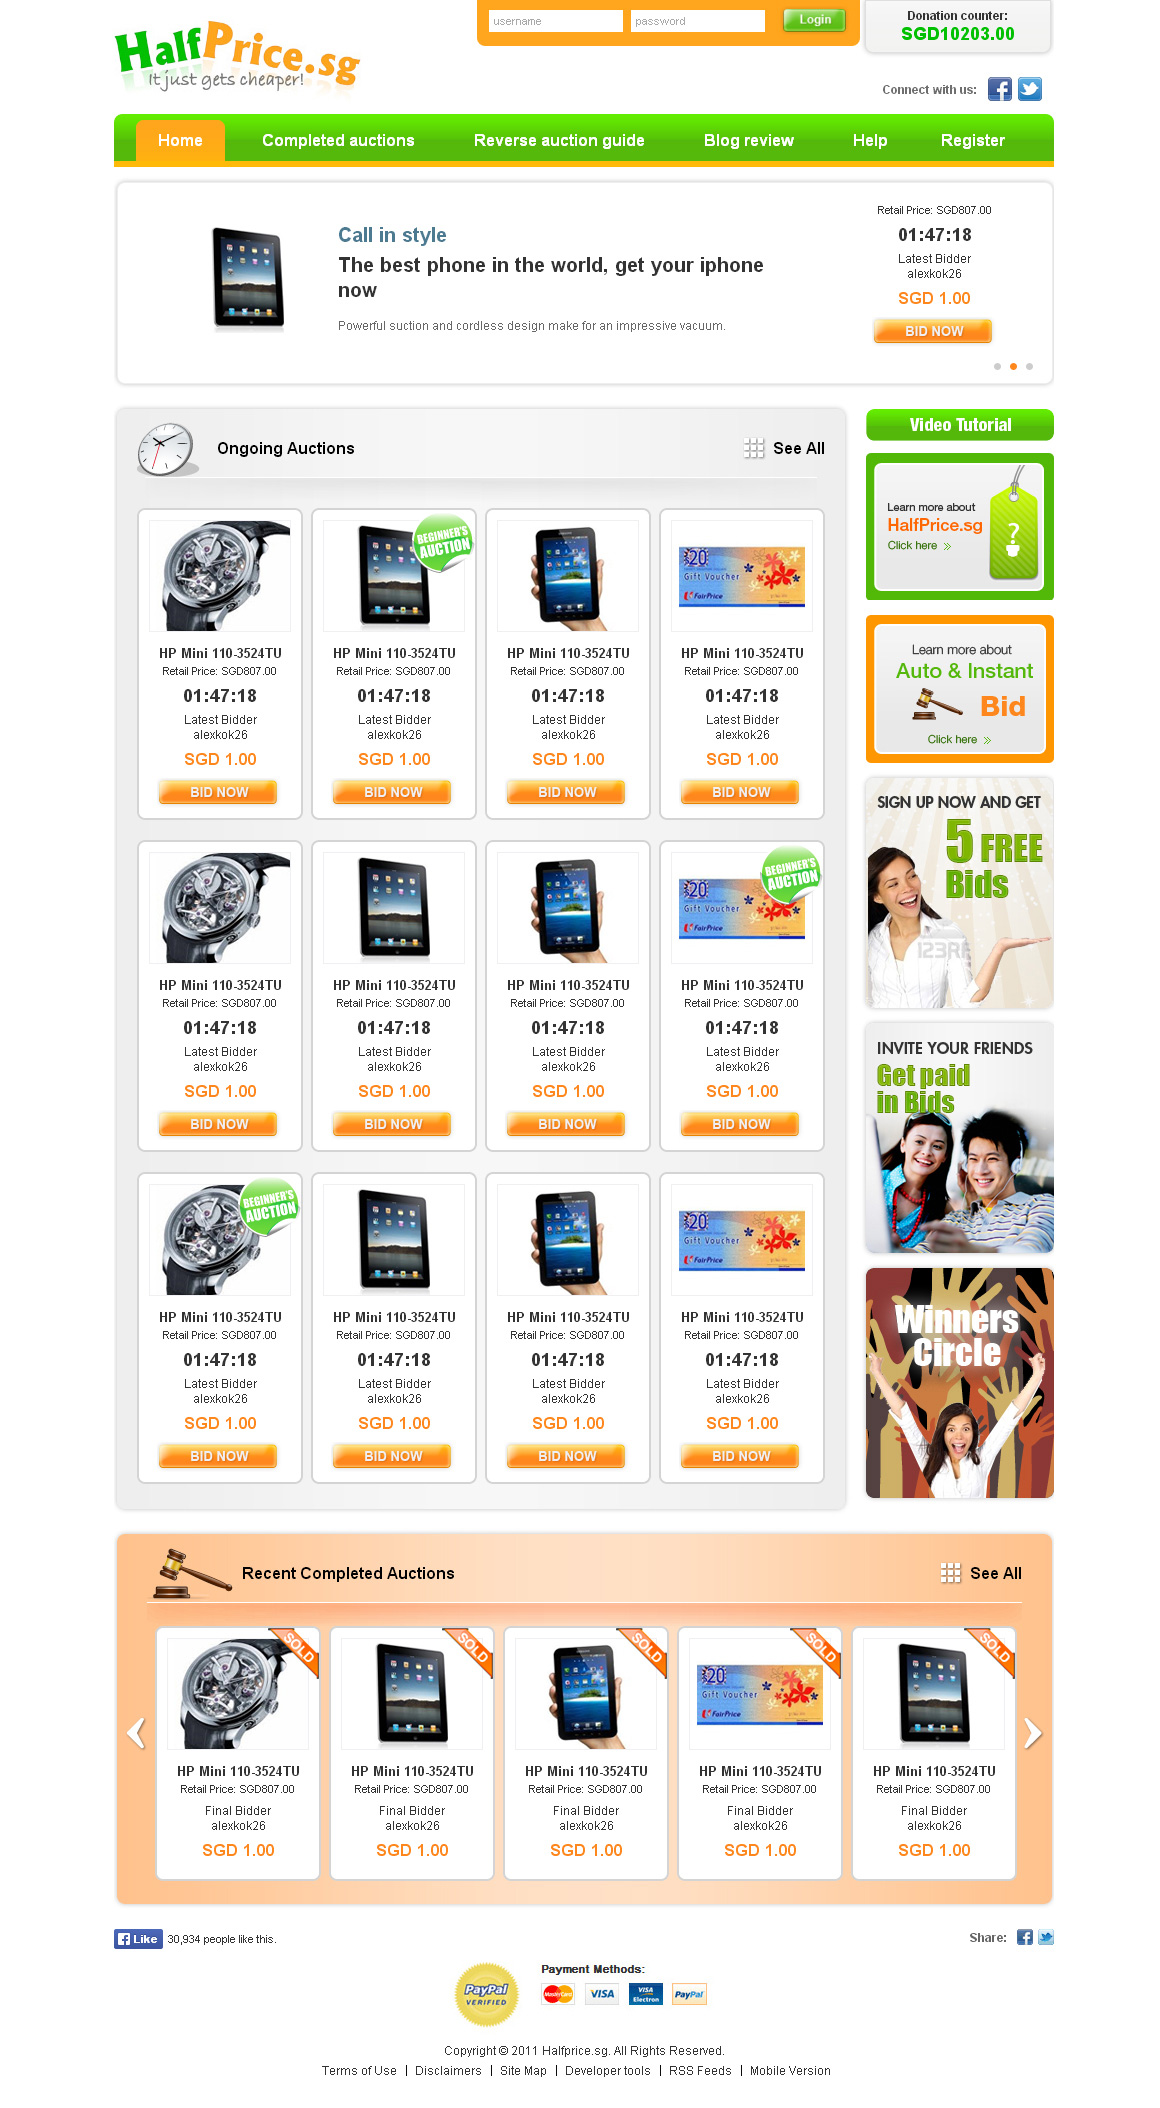 HalfPrice.sg
It just gets cheaper!
username
password
Login
Donation counter:
SGD10203.00
Connect with us:
Home
Completed auctions
Reverse auction guide
Blog review
Help
Register
Call in style
The best phone in the world, get your iphone
now
Powerful suction and cordless design make for an impressive vacuum.
Retail Price: SGD807.00
01:47:18
Latest Bidder
alexkok26
SGD 1.00
BID NOW
Ongoing Auctions
See All
BEGINNER'S
AUCTION
$20
Gift Voucher
FairPrice
HP Mini 110-3524TU HP Mini 110-3524TU HP Mini 110-3524TU HP Mini 110-3524TU
Retail Price: SGD807.00 Retail Price: SGD807.00 Retail Price: SGD807.00 Retail Price: SGD807.00
01:47:18 01:47:18 01:47:18 01:47:18
Latest Bidder Latest Bidder Latest Bidder Latest Bidder
alexkok26 alexkok26 alexkok26 alexkok26
SGD 1.00 SGD 1.00 SGD 1.00 SGD 1.00
BID NOW BID NOW BID NOW BID NOW
$20
Gift Voucher
FairPrice
BEGINNER'S
AUCTION
HP Mini 110-3524TU HP Mini 110-3524TU HP Mini 110-3524TU HP Mini 110-3524TU
Retail Price: SGD807.00 Retail Price: SGD807.00 Retail Price: SGD807.00 Retail Price: SGD807.00
01:47:18 01:47:18 01:47:18 01:47:18
Latest Bidder Latest Bidder Latest Bidder Latest Bidder
alexkok26 alexkok26 alexkok26 alexkok26
SGD 1.00 SGD 1.00 SGD 1.00 SGD 1.00
BID NOW BID NOW BID NOW BID NOW
BEGINNER'S
AUCTION
$20
Gift Voucher
FairPrice
HP Mini 110-3524TU HP Mini 110-3524TU HP Mini 110-3524TU HP Mini 110-3524TU
Retail Price: SGD807.00 Retail Price: SGD807.00 Retail Price: SGD807.00 Retail Price: SGD807.00
01:47:18 01:47:18 01:47:18 01:47:18
Latest Bidder Latest Bidder Latest Bidder Latest Bidder
alexkok26 alexkok26 alexkok26 alexkok26
SGD 1.00 SGD 1.00 SGD 1.00 SGD 1.00
BID NOW BID NOW BID NOW BID NOW
Video Tutorial
Learn more about
HalfPrice.sg
Click here »
?
Learn more about
Auto & Instant
Bid
Click here »
SIGN UP NOW AND GET
5 FREE
Bids
123RF
INVITE YOUR FRIENDS
Get paid
in Bids
Winners
Circle
Recent Completed Auctions
See All
SOLD SOLD SOLD SOLD SOLD
$20
Gift Voucher
FairPrice
HP Mini 110-3524TU HP Mini 110-3524TU HP Mini 110-3524TU HP Mini 110-3524TU HP Mini 110-3524TU
Retail Price: SGD807.00 Retail Price: SGD807.00 Retail Price: SGD807.00 Retail Price: SGD807.00 Retail Price: SGD807.00
Final Bidder Final Bidder Final Bidder Final Bidder Final Bidder
alexkok26 alexkok26 alexkok26 alexkok26 alexkok26
SGD 1.00 SGD 1.00 SGD 1.00 SGD 1.00 SGD 1.00
Like
30,934 people like this.
Share:
PayPal
VERIFIED
Payment Methods:
MasterCard
VISA
VISA
Electron
PayPal
Copyright © 2011 Halfprice.sg. All Rights Reserved.
Terms of Use | Disclaimers | Site Map | Developer tools | RSS Feeds | Mobile Version